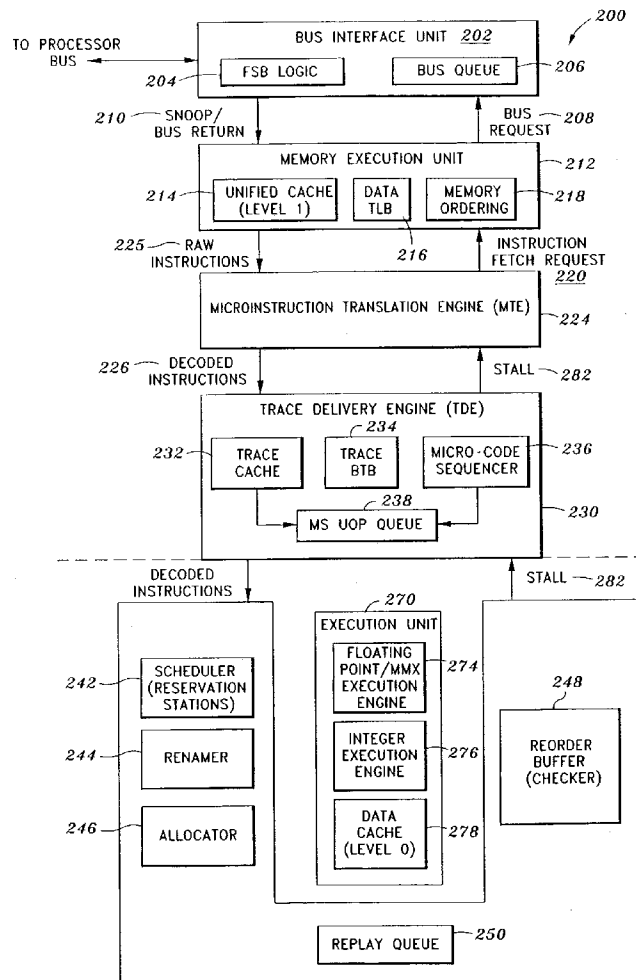 200
TO PROCESSOR
BUS
BUS INTERFACE UNIT 202
204
FSB LOGIC
BUS QUEUE
206
210
SNOOP/
BUS RETURN
BUS
REQUEST
208
MEMORY EXECUTION UNIT
212
214
UNIFIED CACHE
(LEVEL 1)
DATA
TLB
216
MEMORY
ORDERING
218
225
RAW
INSTRUCTIONS
INSTRUCTION
FETCH REQUEST
220
MICROINSTRUCTION TRANSLATION ENGINE (MTE)
224
226
DECODED
INSTRUCTIONS
STALL
282
TRACE DELIVERY ENGINE (TDE)
232
TRACE
CACHE
234
TRACE
BTB
MICRO-CODE
SEQUENCER
236
238
MS UOP QUEUE
230
DECODED
INSTRUCTIONS
STALL
282
270
EXECUTION UNIT
242
SCHEDULER
(RESERVATION
STATIONS)
FLOATING
POINT/MMX
EXECUTION
ENGINE
274
248
REORDER
BUFFER
(CHECKER)
244
RENAMER
INTEGER
EXECUTION
ENGINE
276
246
ALLOCATOR
DATA
CACHE
(LEVEL 0)
278
250
REPLAY QUEUE